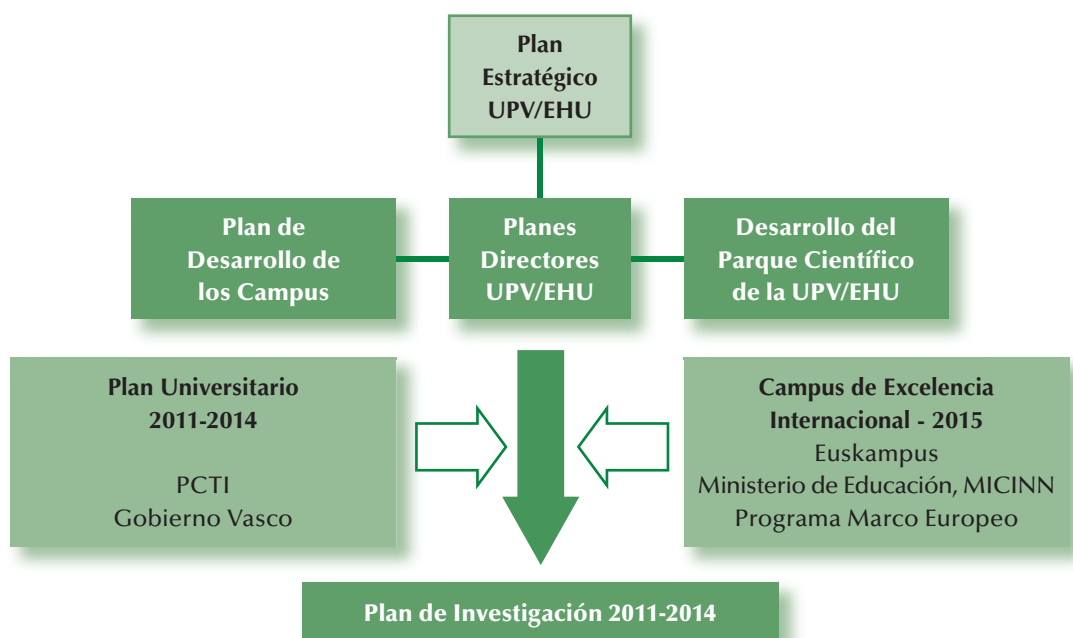 Plan
Estratégico
UPV/EHU
Plan de
Desarrollo de
los Campus
Planes
Directores
UPV/EHU
Desarrollo del
Parque Científico
de la UPV/EHU
Plan Universitario
2011-2014
PCTI
Gobierno Vasco
Campus de Excelencia
Internacional - 2015
Euskampus
Ministerio de Educación, MICINN
Programa Marco Europeo
Plan de Investigación 2011-2014